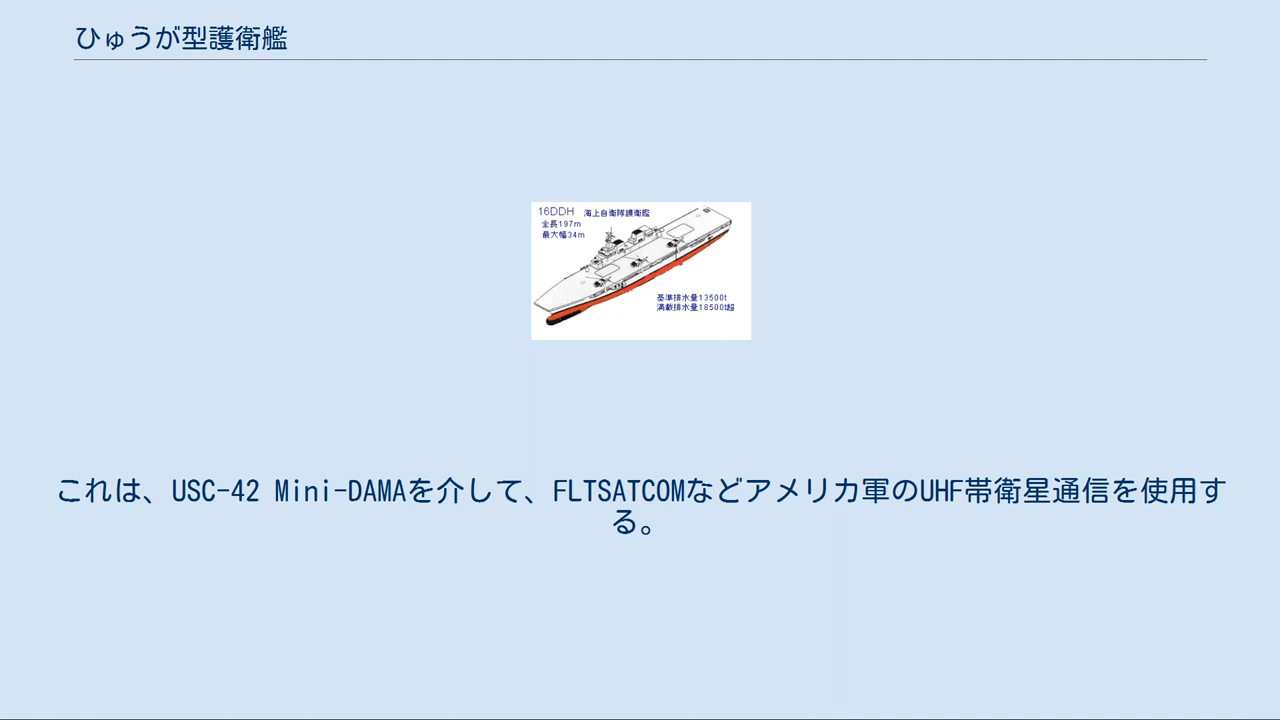 ひゅうが型護衛艦
16DDH 海上自衛隊護衛艦
全長197m
最大幅34m
基準排水量13500t
満載排水量18500t超
これは、USC-42 Mini-DAMAを介して、FLTSATCOMなどアメリカ軍のUHF帯衛星通信を使用す
る。